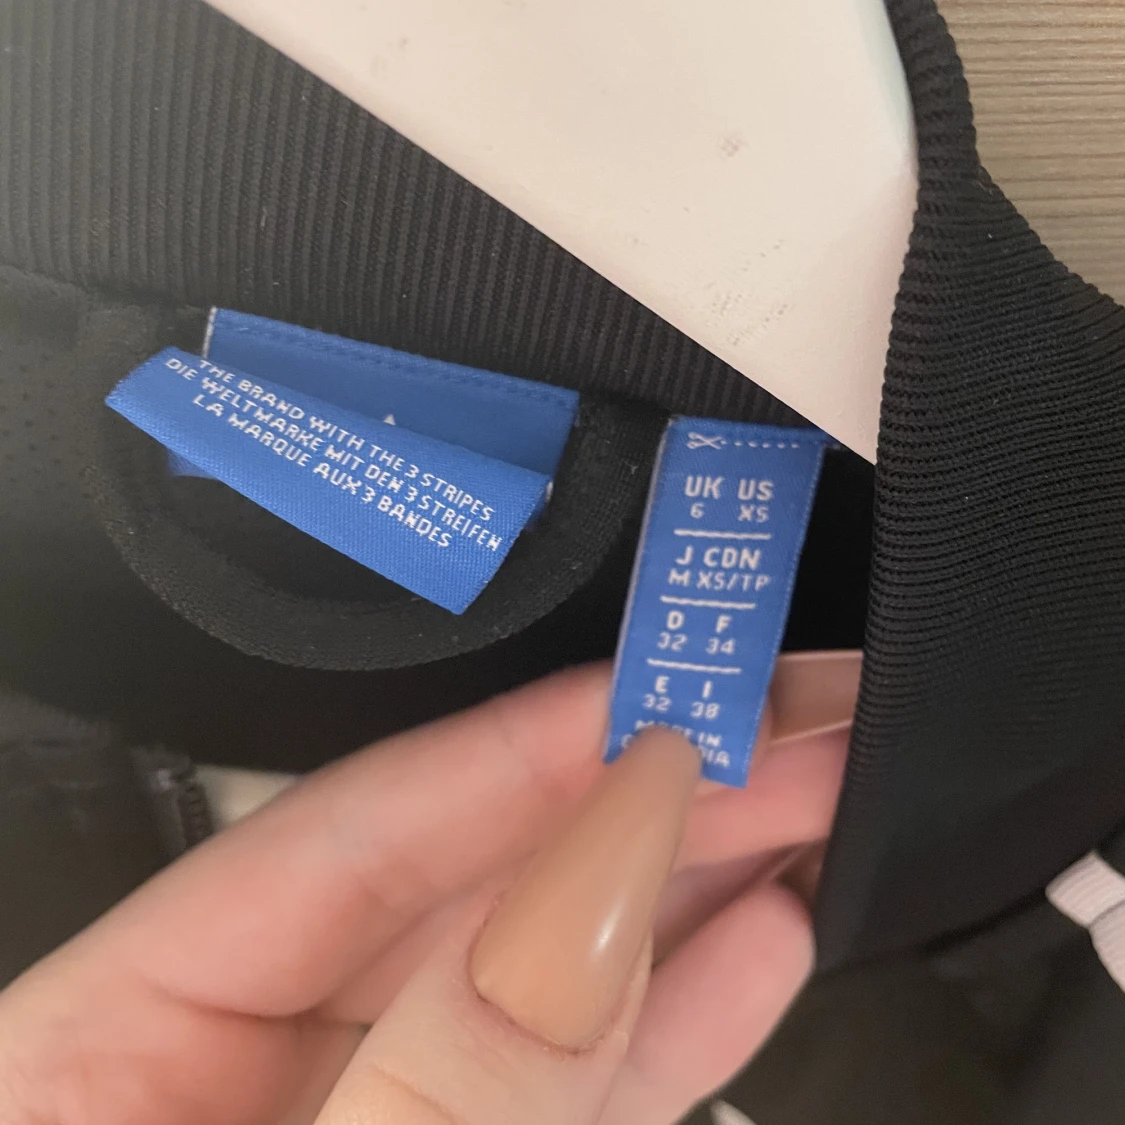 THE BRAND WITH THE 3 STRIPES
DIE WELTMARKE MIT DEN 3 STREIFEN
LA MARQUE AUX 3 BANDES
UK US
6 XS
J CDN
M XS/TP
D F
32 34
E I
32 38
IN